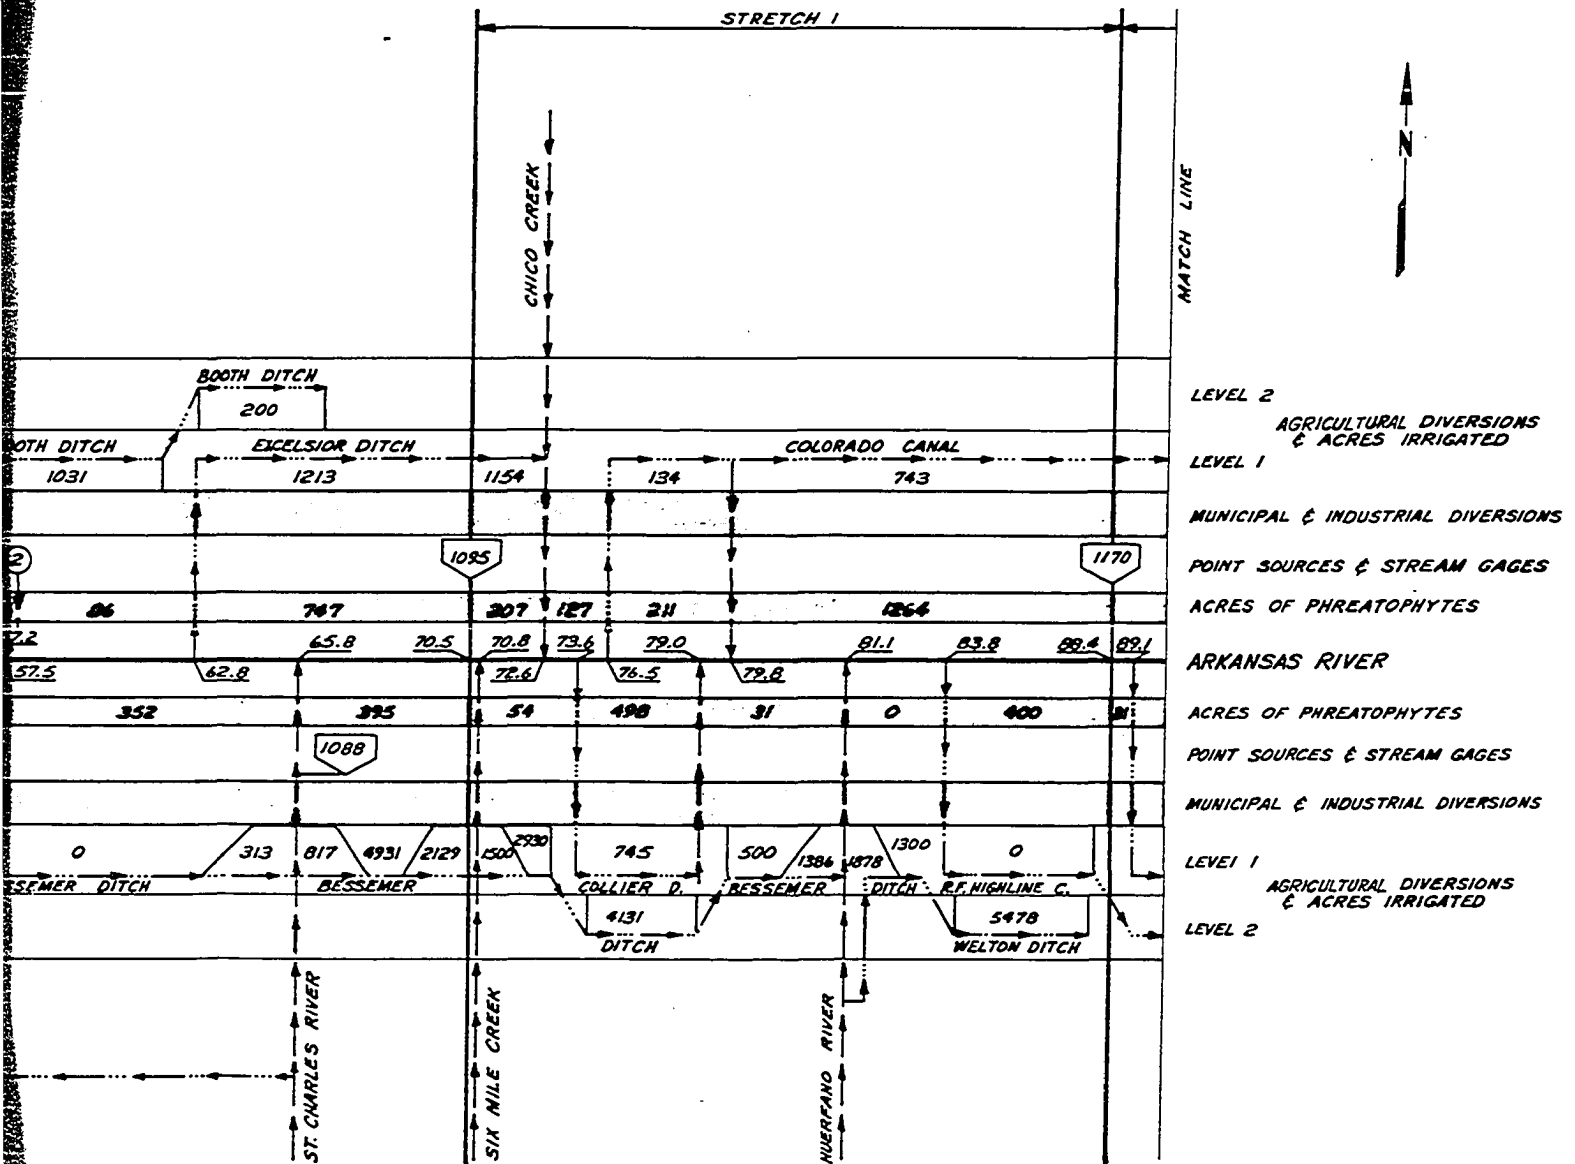 STRETCH 1
CHICO CREEK
MATCH LINE
N
BOOTH DITCH
200
LEVEL 2
AGRICULTURAL DIVERSIONS
& ACRES IRRIGATED
OTH DITCH
EXCELSIOR DITCH
COLORADO CANAL
LEVEL 1
1031
1213
1154
134
743
MUNICIPAL & INDUSTRIAL DIVERSIONS
2
1095
1170
POINT SOURCES & STREAM GAGES
747
207
127
211
1264
ACRES OF PHREATOPHYTES
7.2
65.8
70.5
70.8
73.6
79.0
81.1
83.8
88.4
89.1
ARKANSAS RIVER
57.5
62.8
72.6
76.5
79.8
352
395
54
498
31
0
400
ACRES OF PHREATOPHYTES
1088
POINT SOURCES & STREAM GAGES
MUNICIPAL & INDUSTRIAL DIVERSIONS
0
313
817
4931
2129
1500
2930
745
500
1386
1878
1300
0
LEVEL 1
SEMER DITCH
BESSEMER
COLLIER D.
BESSEMER
DITCH
R.F. HIGHLINE C.
AGRICULTURAL DIVERSIONS
& ACRES IRRIGATED
4131
5478
LEVEL 2
DITCH
WELTON DITCH
ST. CHARLES RIVER
SIX MILE CREEK
HUERFANO RIVER